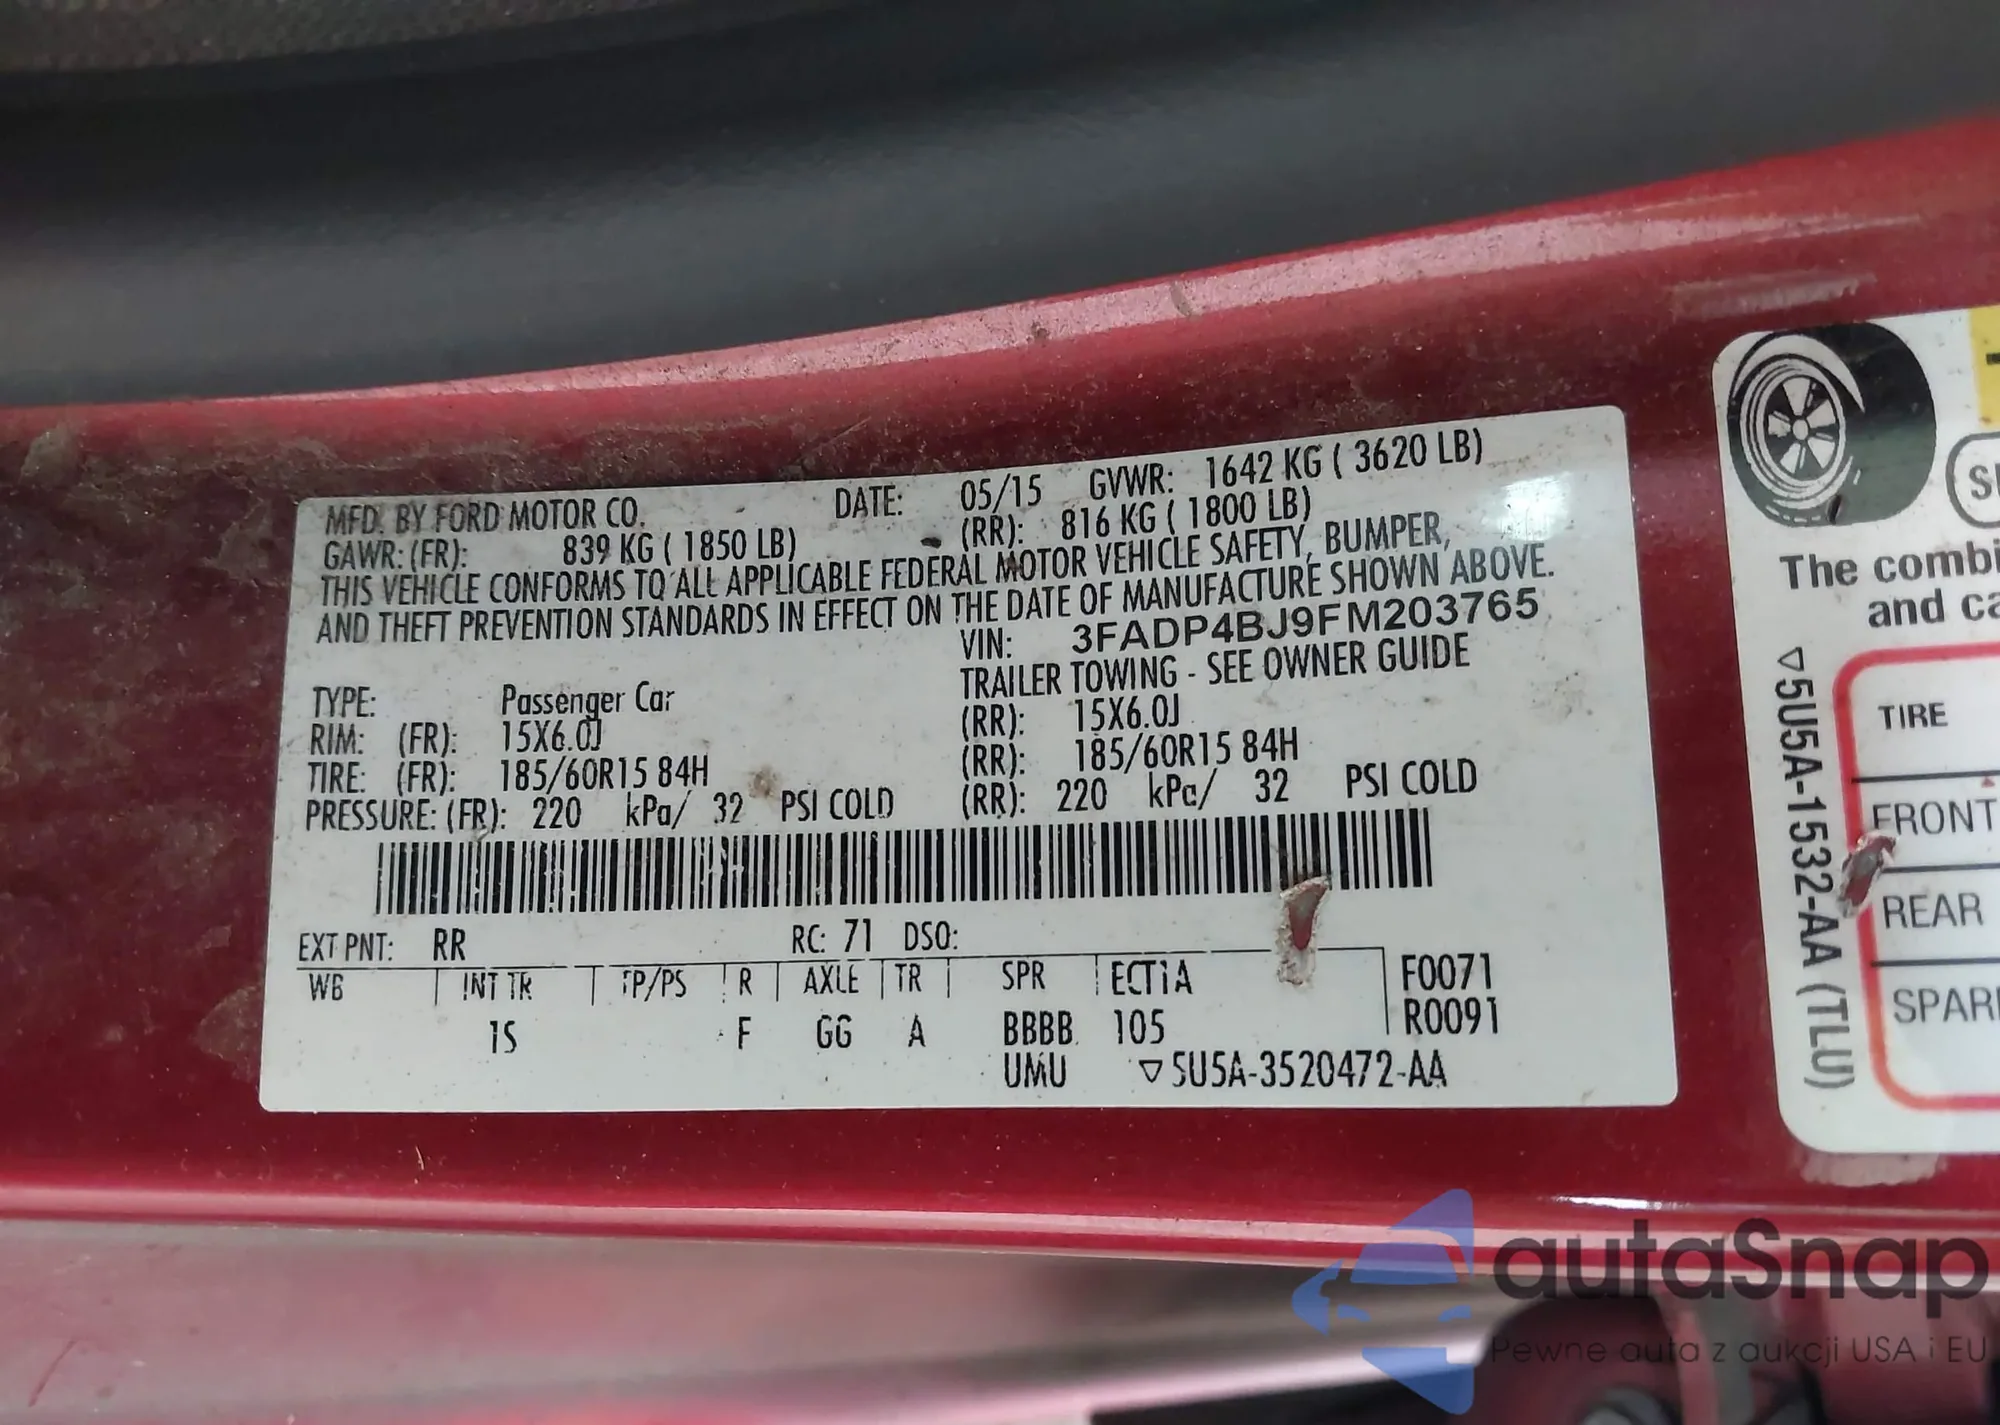 MFD. BY FORD MOTOR CO. DATE: 05/15 GVWR: 1642 KG ( 3620 LB)
GAWR: (FR): 839 KG ( 1850 LB) (RR): 816 KG ( 1800 LB)
THIS VEHICLE CONFORMS TO ALL APPLICABLE FEDERAL MOTOR VEHICLE SAFETY, BUMPER,
AND THEFT PREVENTION STANDARDS IN EFFECT ON THE DATE OF MANUFACTURE SHOWN ABOVE.
VIN: 3FADP4BJ9FM203765
TYPE: Passenger Car TRAILER TOWING - SEE OWNER GUIDE
RIM: (FR): 15X6.0J (RR): 15X6.0J
TIRE: (FR): 185/60R15 84H (RR): 185/60R15 84H
PRESSURE: (FR): 220 kPa/ 32 PSI COLD (RR): 220 kPa/ 32 PSI COLD
EXT PNT: RR RC: 71 DSO:
WB INT TR TP/PS R AXLE TR SPR ECT1A F0071
1S F GG A BBBB 105 R0091
UMU ▽5U5A-3520472-AA
The combi
and ca
▽5U5A-1532-AA (TLU)
TIRE
FRONT
REAR
SPAR
autaSnap
Pewne auta z aukcji USA i EU